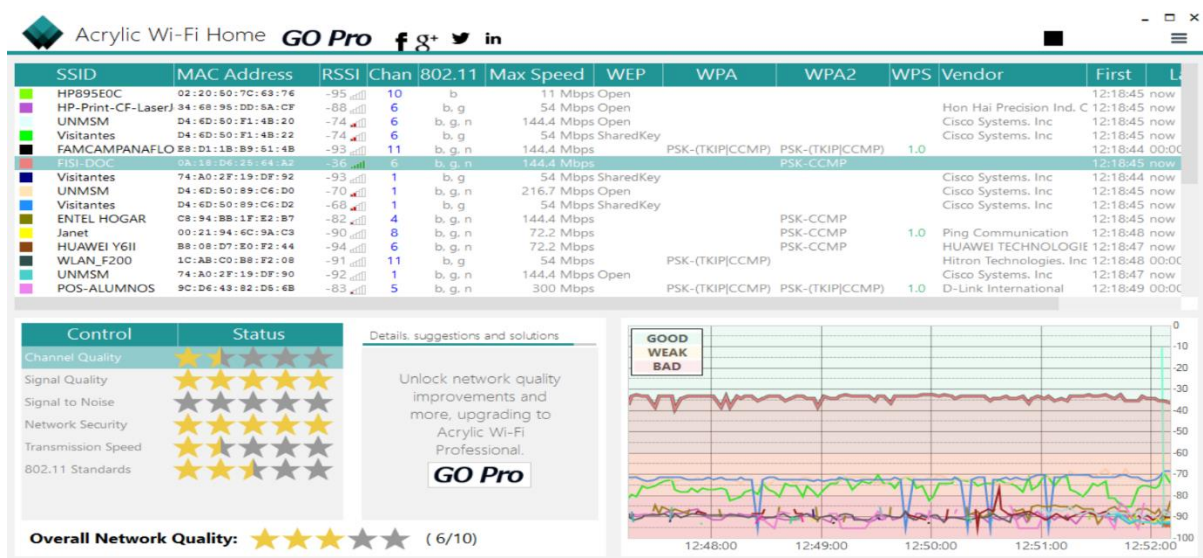 Acrylic Wi-Fi Home GO Pro f g+ in
SSID MAC Address RSSI Chan 802.11 Max Speed WEP WPA WPA2 WPS Vendor First La
HP895E0C 02:20:50:7C:63:76 -95 10 b 11 Mbps Open 12:18:45 now
HP-Print-CF-LaserJ 34:68:95:DD:5A:CF -88 6 b, g 54 Mbps Open Hon Hai Precision Ind. C 12:18:45 now
UNMSM D4:6D:50:F1:4B:20 -74 6 b, g, n 144.4 Mbps Open Cisco Systems. Inc 12:18:45 now
Visitantes D4:6D:50:F1:4B:22 -74 6 b, g 54 Mbps SharedKey Cisco Systems. Inc 12:18:45 now
FAMCAMPANAFLO E8:D1:1B:B9:51:4B -93 11 b, g, n 144.4 Mbps PSK-(TKIP|CCMP) PSK-(TKIP|CCMP) 1.0 12:18:44 00:00
FISI-DOC 0A:18:D6:25:64:A2 -36 6 b, g, n 144.4 Mbps PSK-CCMP 12:18:45 now
Visitantes 74:A0:2F:19:DF:92 -93 1 b, g 54 Mbps SharedKey Cisco Systems. Inc 12:18:44 now
UNMSM D4:6D:50:89:C6:D0 -70 1 b, g, n 216.7 Mbps Open Cisco Systems. Inc 12:18:45 now
Visitantes D4:6D:50:89:C6:D2 -68 1 b, g 54 Mbps SharedKey Cisco Systems. Inc 12:18:45 now
ENTEL HOGAR C8:94:BB:1F:E2:B7 -82 4 b, g, n 144.4 Mbps PSK-CCMP 12:18:45 now
Janet 00:21:94:6C:9A:C3 -90 8 b, g, n 72.2 Mbps PSK-CCMP 1.0 Ping Communication 12:18:48 now
HUAWEI Y6II B8:08:D7:E0:F2:44 -94 6 b, g, n 72.2 Mbps PSK-CCMP HUAWEI TECHNOLOGIE 12:18:47 now
WLAN_F200 1C:AB:C0:B8:F2:08 -91 11 b, g 54 Mbps PSK-(TKIP|CCMP) Hitron Technologies. Inc 12:18:48 00:00
UNMSM 74:A0:2F:19:DF:90 -92 1 b, g, n 144.4 Mbps Open Cisco Systems. Inc 12:18:47 now
POS-ALUMNOS 9C:D6:43:82:D5:6B -83 5 b, g, n 300 Mbps PSK-(TKIP|CCMP) PSK-(TKIP|CCMP) 1.0 D-Link International 12:18:49 00:00
Control Status
Channel Quality
Signal Quality
Signal to Noise
Network Security
Transmission Speed
802.11 Standards
Overall Network Quality: ( 6/10)
Details. suggestions and solutions
Unlock network quality
improvements and
more, upgrading to
Acrylic Wi-Fi
Professional.
GO Pro
GOOD
WEAK
BAD
0
-10
-20
-30
-40
-50
-60
-70
-80
-90
-100
12:48:00 12:49:00 12:50:00 12:51:00 12:52:00